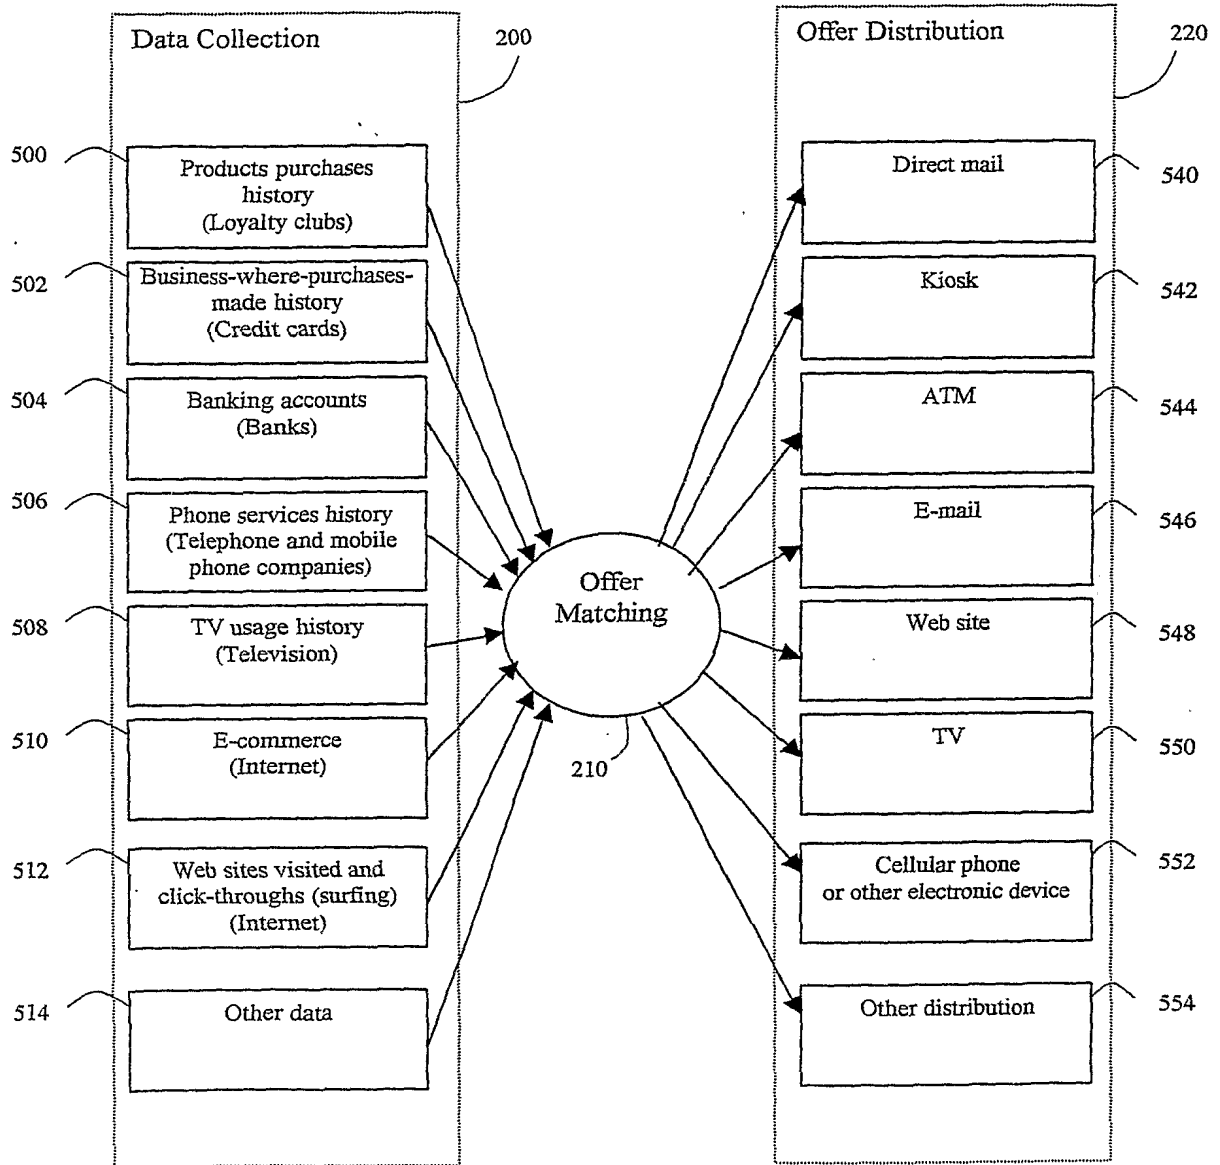 Data Collection
200
500
Products purchases
history
(Loyalty clubs)
502
Business-where-purchases-
made history
(Credit cards)
504
Banking accounts
(Banks)
506
Phone services history
(Telephone and mobile
phone companies)
508
TV usage history
(Television)
510
E-commerce
(Internet)
512
Web sites visited and
click-throughs (surfing)
(Internet)
514
Other data
Offer
Matching
210
Offer Distribution
220
Direct mail
540
Kiosk
542
ATM
544
E-mail
546
Web site
548
TV
550
Cellular phone
or other electronic device
552
Other distribution
554